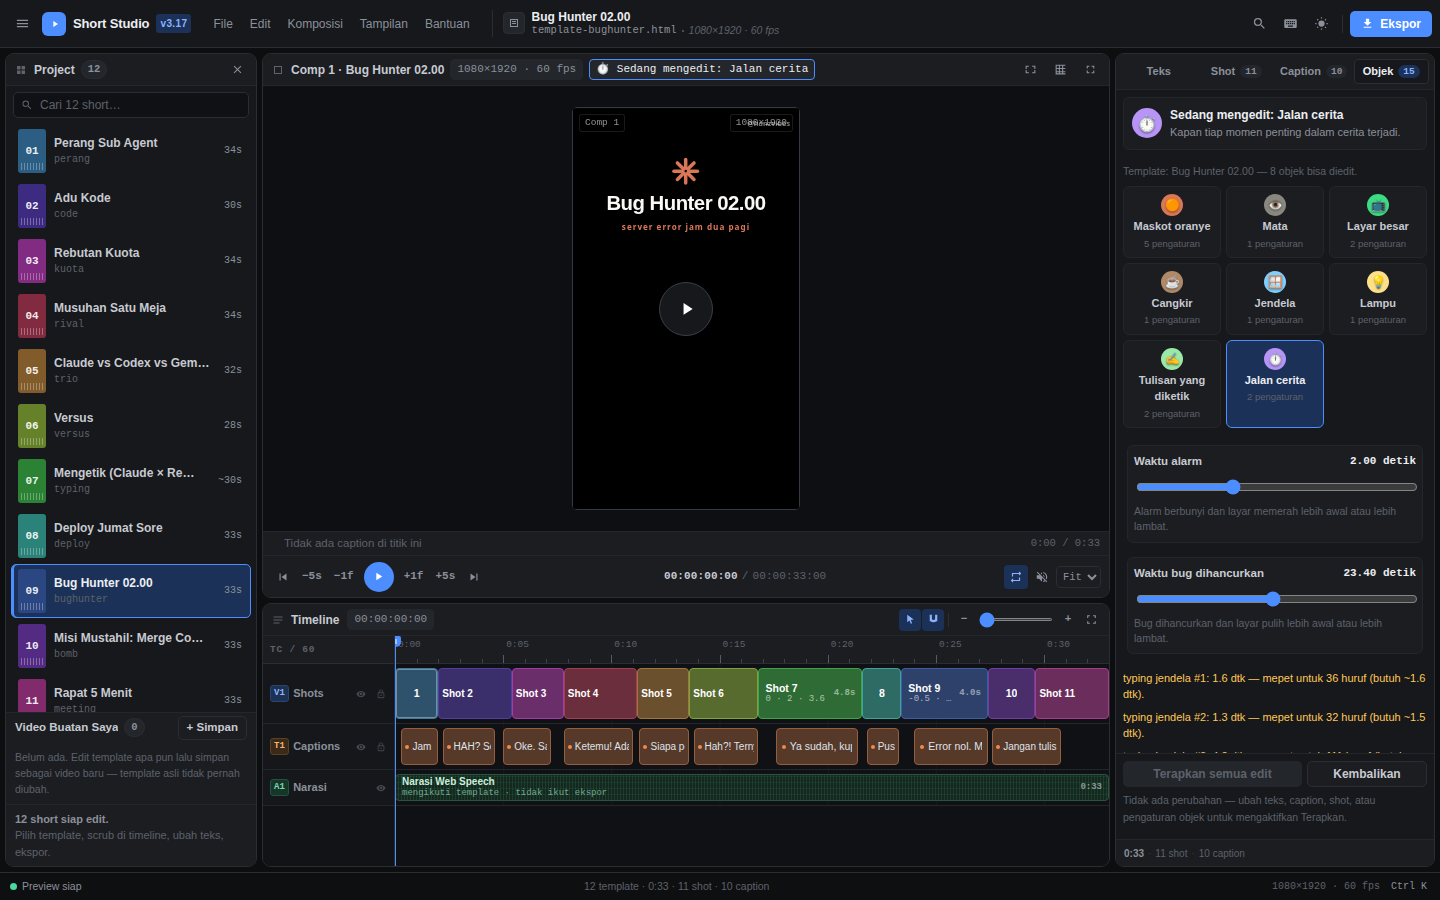 Short Studio v3.17 File Edit Komposisi Tampilan Bantuan
Bug Hunter 02.00
template-bughunter.html · 1080×1920 · 60 fps
Ekspor
Project 12
Cari 12 short…
01 Perang Sub Agent 34s
perang
02 Adu Kode 30s
code
03 Rebutan Kuota 34s
kuota
04 Musuhan Satu Meja 34s
rival
05 Claude vs Codex vs Gem… 32s
trio
06 Versus 28s
versus
07 Mengetik (Claude × Re… ~30s
typing
08 Deploy Jumat Sore 33s
deploy
09 Bug Hunter 02.00 33s
bughunter
10 Misi Mustahil: Merge Co… 33s
bomb
11 Rapat 5 Menit 33s
meeting
Video Buatan Saya 0 + Simpan
Belum ada. Edit template apa pun lalu simpan
sebagai video baru — template asli tidak pernah
diubah.
12 short siap edit.
Pilih template, scrub di timeline, ubah teks,
ekspor.
Comp 1 · Bug Hunter 02.00 1080×1920 · 60 fps Sedang mengedit: Jalan cerita
Comp 1 1080×1920
Bug Hunter 02.00
server error jam dua pagi
Tidak ada caption di titik ini 0:00 / 0:33
−5s −1f +1f +5s 00:00:00:00 / 00:00:33:00 Fit
Timeline 00:00:00:00 − +
TC / 60 0:00 0:05 0:10 0:15 0:20 0:25 0:30
V1 Shots 1 Shot 2 Shot 3 Shot 4 Shot 5 Shot 6 Shot 7 4.8s 8 Shot 9 4.0s 10 Shot 11
0 · 2 · 3.6 -0.5 · …
T1 Captions Jam HAH? Se Oke. Sa Ketemu! Ada Siapa p Hah?! Tern Ya sudah, kup Pus Error nol. M Jangan tulis
A1 Narasi Narasi Web Speech 0:33
mengikuti template · tidak ikut ekspor
Teks Shot 11 Caption 10 Objek 15
Sedang mengedit: Jalan cerita
Kapan tiap momen penting dalam cerita terjadi.
Template: Bug Hunter 02.00 — 8 objek bisa diedit.
Maskot oranye Mata Layar besar
5 pengaturan 1 pengaturan 2 pengaturan
Cangkir Jendela Lampu
1 pengaturan 1 pengaturan 1 pengaturan
Tulisan yang diketik Jalan cerita
2 pengaturan 2 pengaturan
Waktu alarm 2.00 detik
Alarm berbunyi dan layar memerah lebih awal atau lebih
lambat.
Waktu bug dihancurkan 23.40 detik
Bug dihancurkan dan layar pulih lebih awal atau lebih
lambat.
typing jendela #1: 1.6 dtk — mepet untuk 36 huruf (butuh ~1.6
dtk).
typing jendela #2: 1.3 dtk — mepet untuk 32 huruf (butuh ~1.5
dtk).
Terapkan semua edit Kembalikan
Tidak ada perubahan — ubah teks, caption, shot, atau
pengaturan objek untuk mengaktifkan Terapkan.
0:33 · 11 shot · 10 caption
Preview siap 12 template · 0:33 · 11 shot · 10 caption 1080×1920 · 60 fps Ctrl K